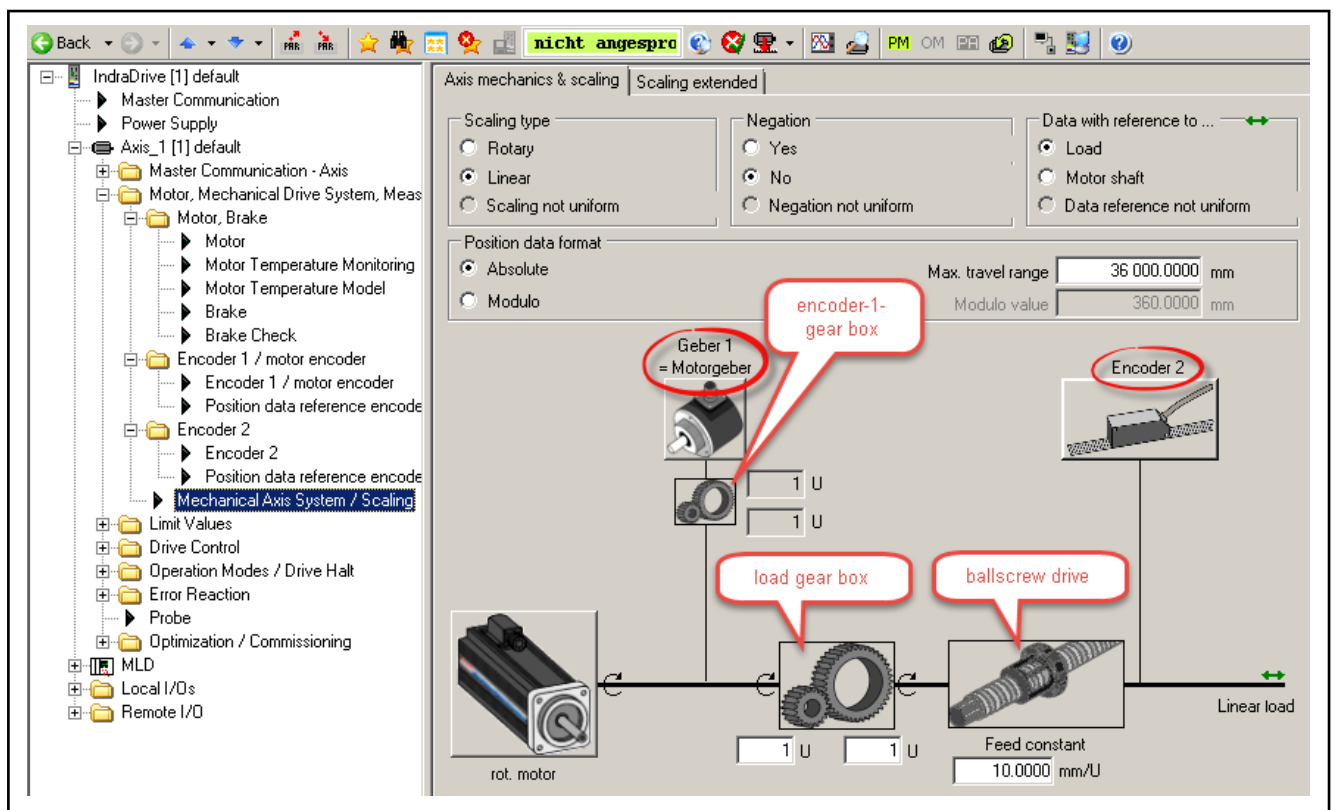 Back
PAR
PAR
nicht angespro
PM
OM
IndraDrive [1] default
Master Communication
Power Supply
Axis_1 [1] default
Master Communication - Axis
Motor, Mechanical Drive System, Meas
Motor, Brake
Motor
Motor Temperature Monitoring
Motor Temperature Model
Brake
Brake Check
Encoder 1 / motor encoder
Encoder 1 / motor encoder
Position data reference encode
Encoder 2
Encoder 2
Position data reference encode
Mechanical Axis System / Scaling
Limit Values
Drive Control
Operation Modes / Drive Halt
Error Reaction
Probe
Optimization / Commissioning
MLD
Local I/Os
Remote I/O
Axis mechanics & scaling
Scaling extended
Scaling type
Rotary
Linear
Scaling not uniform
Negation
Yes
No
Negation not uniform
Data with reference to ...
Load
Motor shaft
Data reference not uniform
Position data format
Absolute
Modulo
Max. travel range 36 000.0000 mm
Modulo value 360.0000 mm
encoder-1-
gear box
Geber 1
= Motorgeber
Encoder 2
1 U
1 U
load gear box
ballscrew drive
Linear load
rot. motor
1 U
1 U
Feed constant
10.0000 mm/U